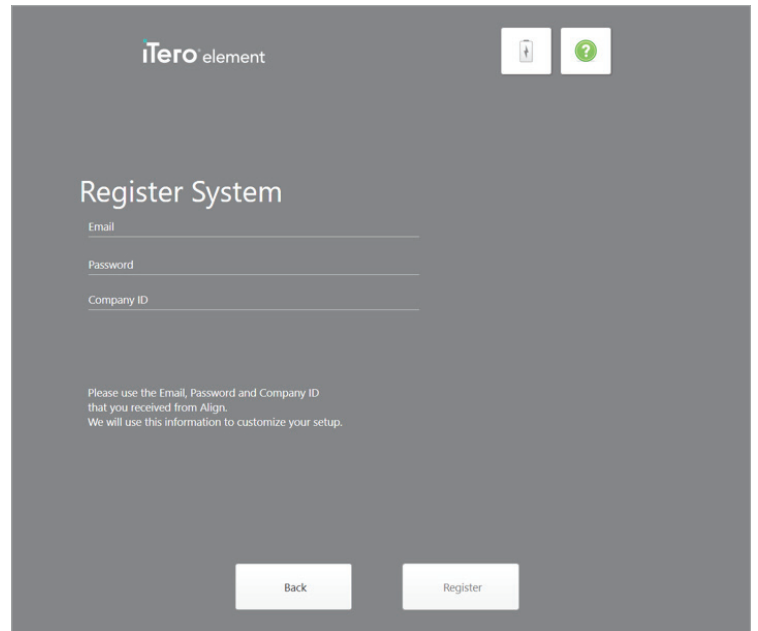 iTero element
?
Register System
Email
Password
Company ID
Please use the Email, Password and Company ID
that you received from Align.
We will use this information to customize your setup.
Back
Register